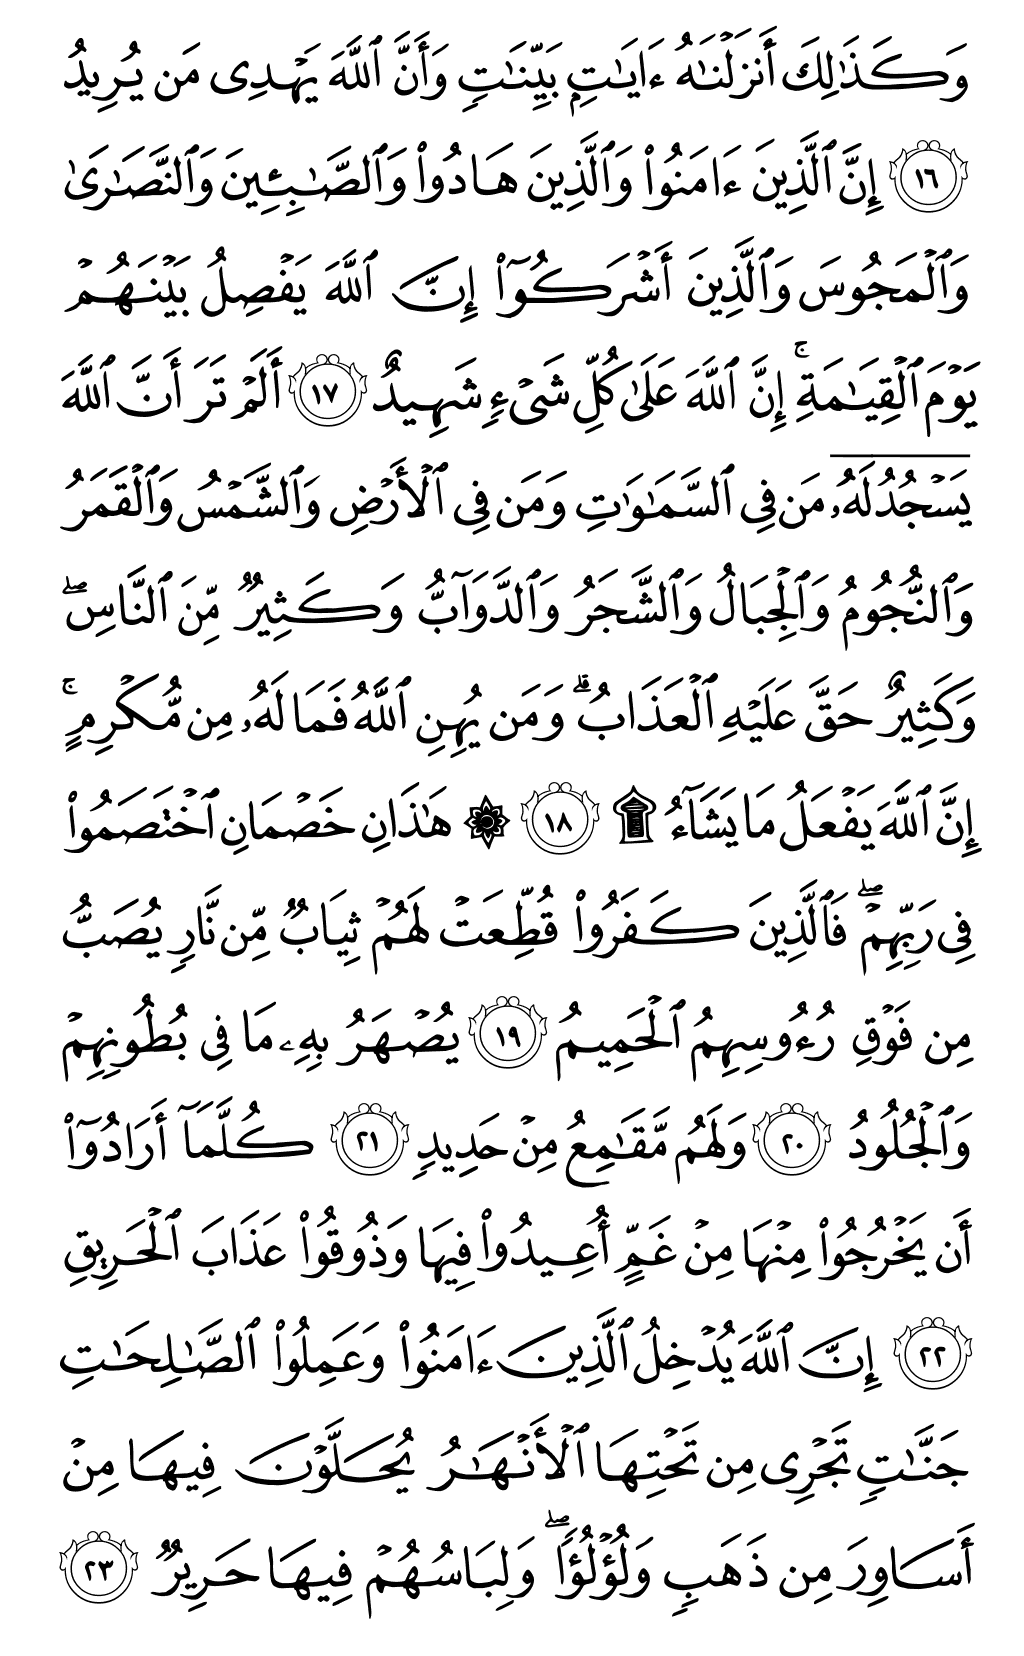 وَكَذَٰلِكَ أَنزَلْنَٰهُ ءَايَٰتٍۭ بَيِّنَٰتٍ وَأَنَّ ٱللَّهَ يَهْدِى مَن يُرِيدُ
١٦ إِنَّ ٱلَّذِينَ ءَامَنُوا۟ وَٱلَّذِينَ هَادُوا۟ وَٱلصَّٰبِـِٔينَ وَٱلنَّصَٰرَىٰ
وَٱلْمَجُوسَ وَٱلَّذِينَ أَشْرَكُوٓا۟ إِنَّ ٱللَّهَ يَفْصِلُ بَيْنَهُمْ
يَوْمَ ٱلْقِيَٰمَةِ ۚ إِنَّ ٱللَّهَ عَلَىٰ كُلِّ شَىْءٍ شَهِيدٌ ١٧ أَلَمْ تَرَ أَنَّ ٱللَّهَ
يَسْجُدُ لَهُۥ مَن فِى ٱلسَّمَٰوَٰتِ وَمَن فِى ٱلْأَرْضِ وَٱلشَّمْسُ وَٱلْقَمَرُ
وَٱلنُّجُومُ وَٱلْجِبَالُ وَٱلشَّجَرُ وَٱلدَّوَآبُّ وَكَثِيرٌ مِّنَ ٱلنَّاسِ ۖ
وَكَثِيرٌ حَقَّ عَلَيْهِ ٱلْعَذَابُ ۗ وَمَن يُهِنِ ٱللَّهُ فَمَا لَهُۥ مِن مُّكْرِمٍ ۚ
إِنَّ ٱللَّهَ يَفْعَلُ مَا يَشَآءُ ۩ ١٨ ۞ هَٰذَانِ خَصْمَانِ ٱخْتَصَمُوا۟
فِى رَبِّهِمْ ۖ فَٱلَّذِينَ كَفَرُوا۟ قُطِّعَتْ لَهُمْ ثِيَابٌ مِّن نَّارٍ يُصَبُّ
مِن فَوْقِ رُءُوسِهِمُ ٱلْحَمِيمُ ١٩ يُصْهَرُ بِهِۦ مَا فِى بُطُونِهِمْ
وَٱلْجُلُودُ ٢٠ وَلَهُم مَّقَٰمِعُ مِنْ حَدِيدٍ ٢١ كُلَّمَآ أَرَادُوٓا۟
أَن يَخْرُجُوا۟ مِنْهَا مِنْ غَمٍّ أُعِيدُوا۟ فِيهَا وَذُوقُوا۟ عَذَابَ ٱلْحَرِيقِ
٢٢ إِنَّ ٱللَّهَ يُدْخِلُ ٱلَّذِينَ ءَامَنُوا۟ وَعَمِلُوا۟ ٱلصَّٰلِحَٰتِ
جَنَّٰتٍ تَجْرِى مِن تَحْتِهَا ٱلْأَنْهَٰرُ يُحَلَّوْنَ فِيهَا مِنْ
أَسَاوِرَ مِن ذَهَبٍ وَلُؤْلُؤًا ۖ وَلِبَاسُهُمْ فِيهَا حَرِيرٌ ٢٣